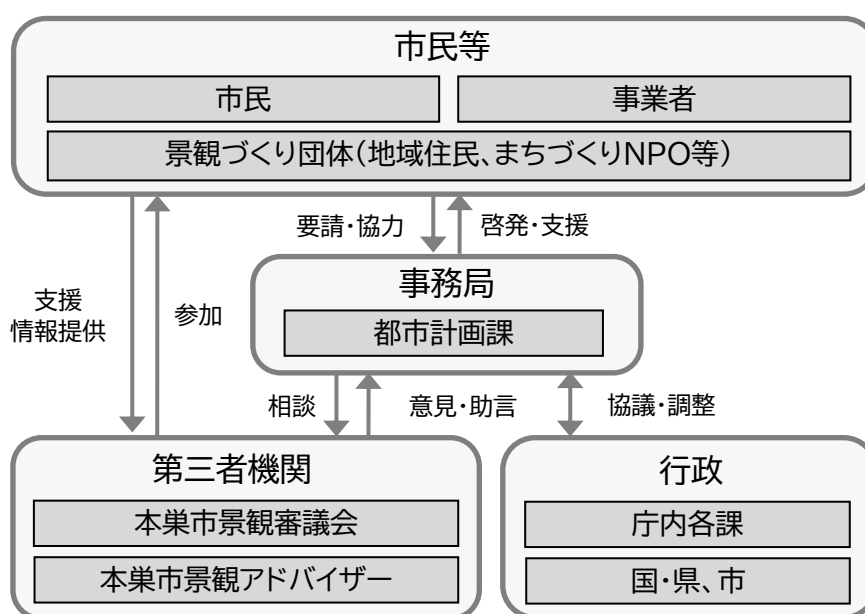 市民等
市民
事業者
景観づくり団体(地域住民、まちづくりNPO等)
要請・協力
啓発・支援
支援
情報提供
参加
事務局
都市計画課
相談
意見・助言
協議・調整
第三者機関
本巣市景観審議会
本巣市景観アドバイザー
行政
庁内各課
国・県、市